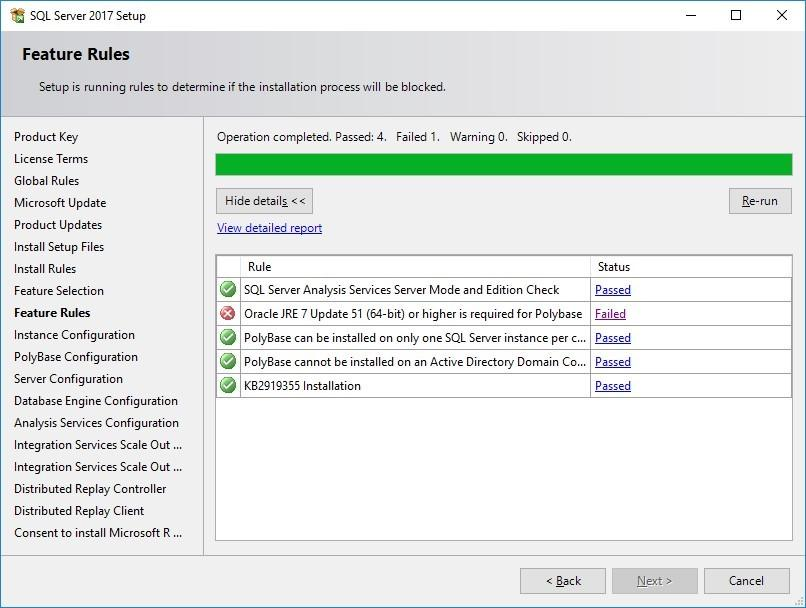 SQL Server 2017 Setup
Feature Rules
Setup is running rules to determine if the installation process will be blocked.
Product Key
License Terms
Global Rules
Microsoft Update
Product Updates
Install Setup Files
Install Rules
Feature Selection
Feature Rules
Instance Configuration
PolyBase Configuration
Server Configuration
Database Engine Configuration
Analysis Services Configuration
Integration Services Scale Out ...
Integration Services Scale Out ...
Distributed Replay Controller
Distributed Replay Client
Consent to install Microsoft R ...
Operation completed. Passed: 4. Failed 1. Warning 0. Skipped 0.
Hide details <<
Re-run
View detailed report
Rule Status
SQL Server Analysis Services Server Mode and Edition Check Passed
Oracle JRE 7 Update 51 (64-bit) or higher is required for Polybase Failed
PolyBase can be installed on only one SQL Server instance per c... Passed
PolyBase cannot be installed on an Active Directory Domain Co... Passed
KB2919355 Installation Passed
< Back
Next >
Cancel